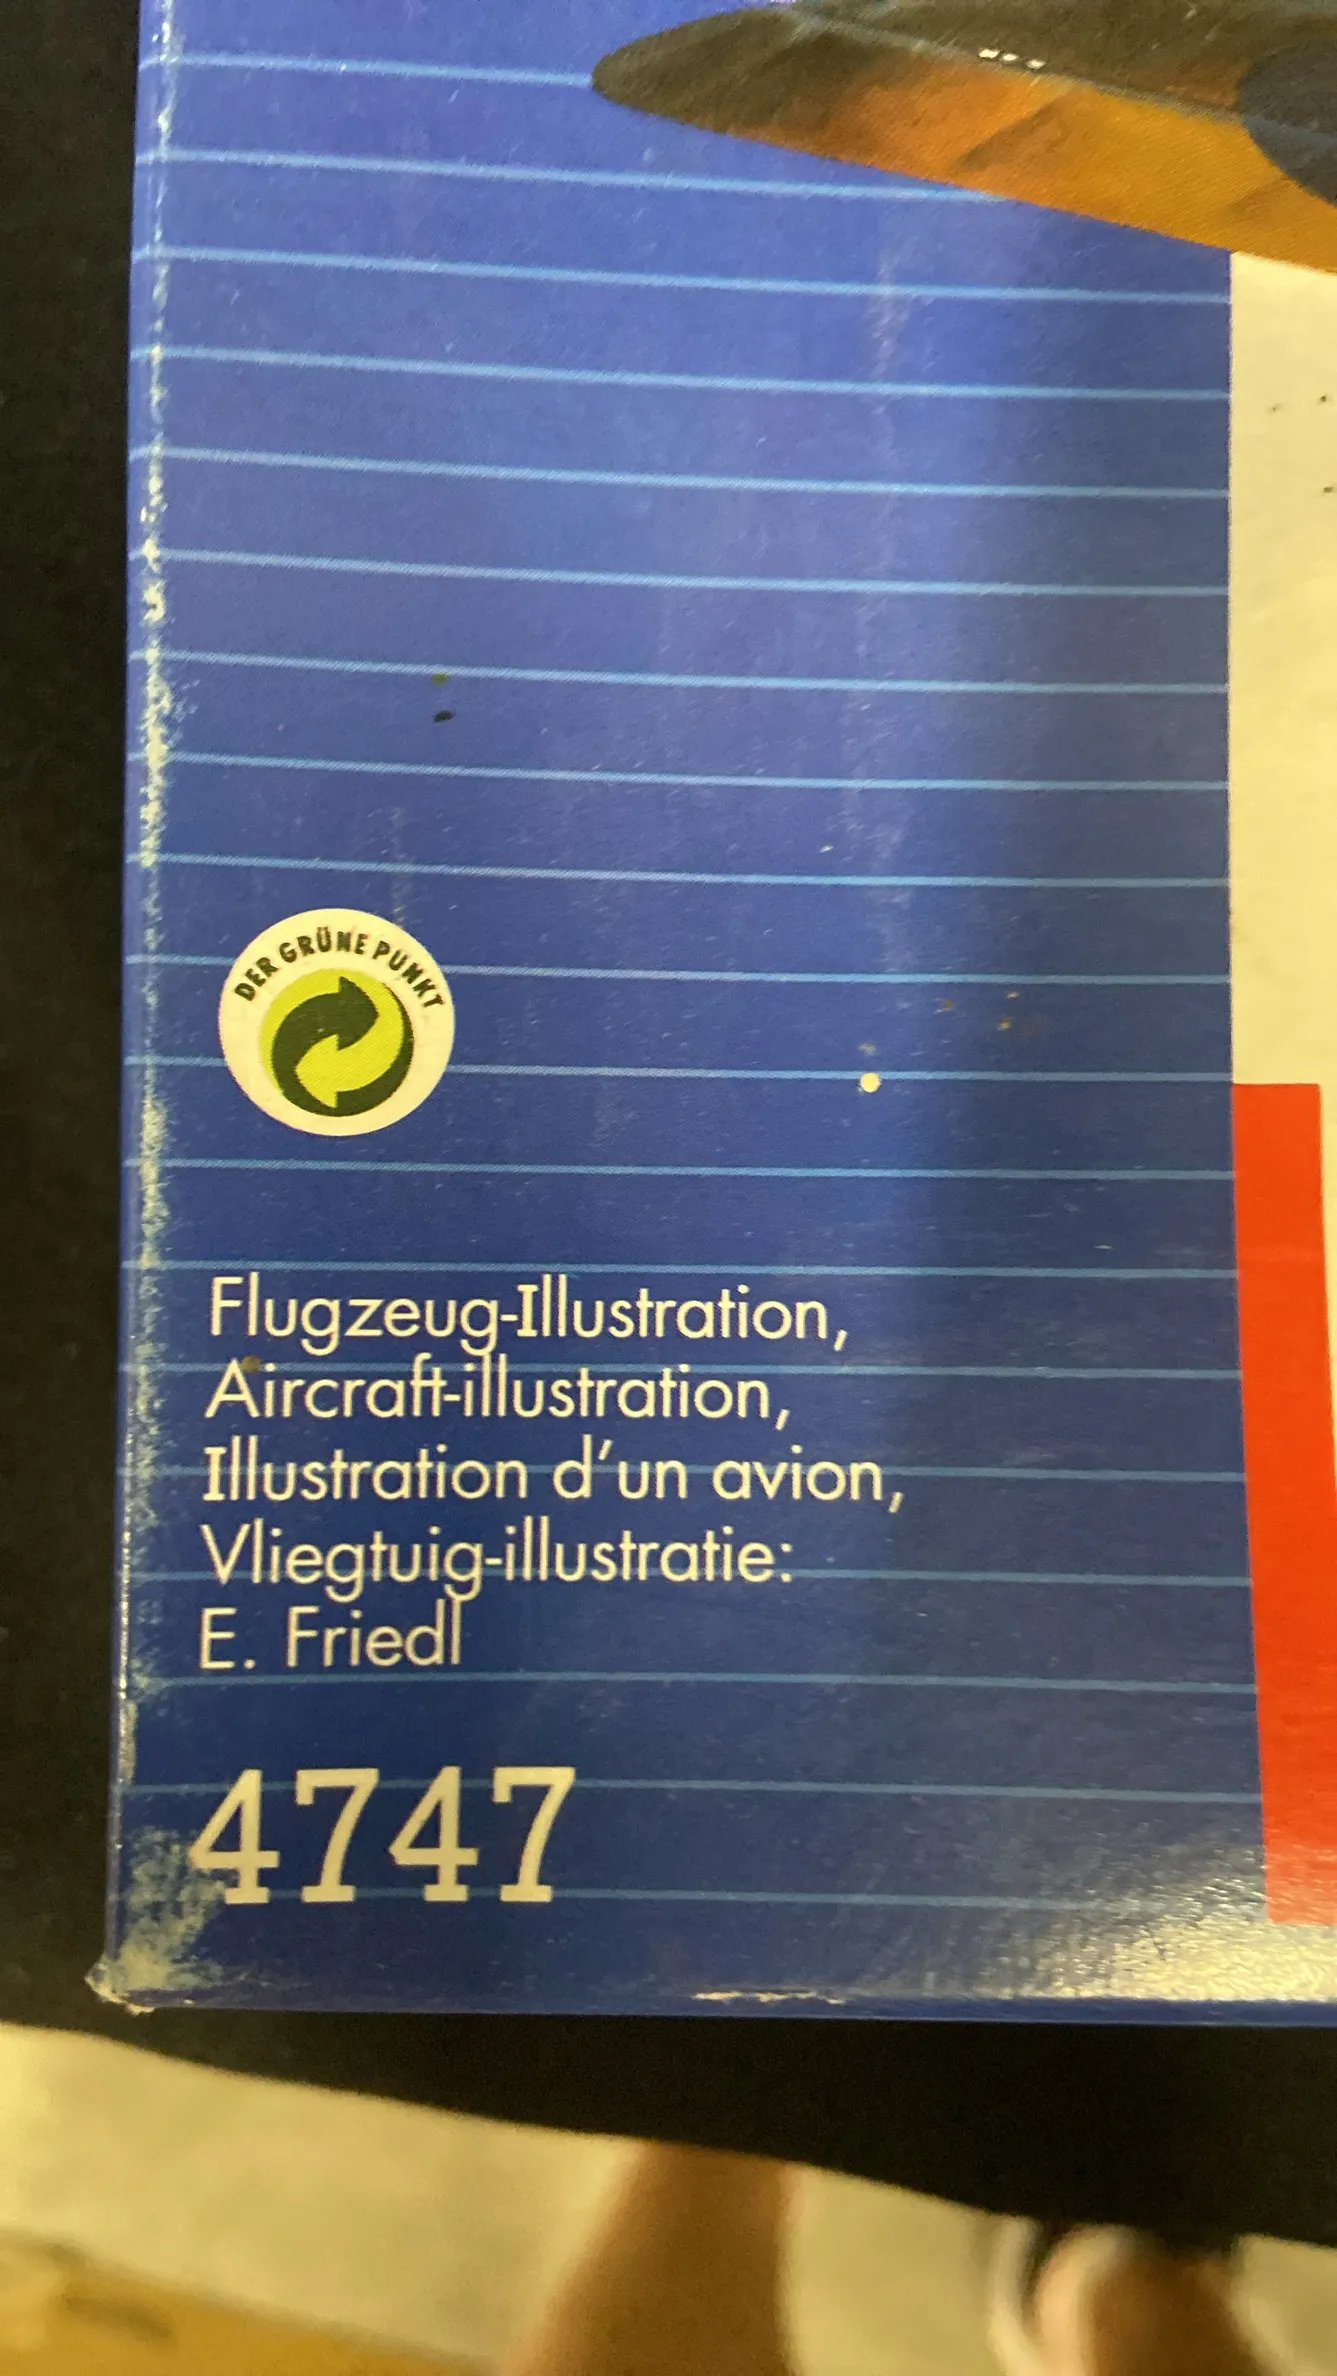 DER GRÜNE PUNKT
Flugzeug-Illustration,
Aircraft-illustration,
Illustration d'un avion,
Vliegtuig-illustratie:
E. Friedl
4747